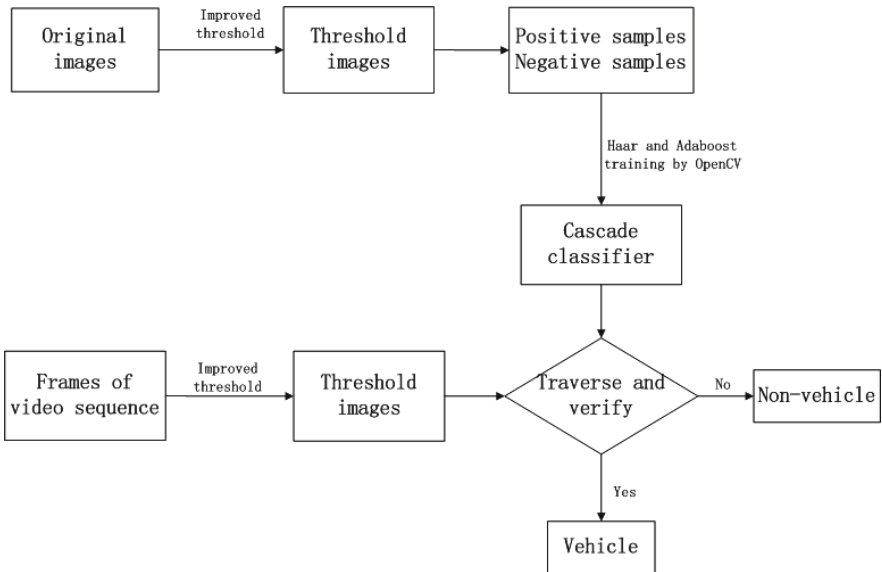 Original
images
Improved
threshold
Threshold
images
Positive samples
Negative samples
Haar and Adaboost
training by OpenCV
Cascade
classifier
Frames of
video sequence
Improved
threshold
Threshold
images
Traverse and
verify
No
Non-vehicle
Yes
Vehicle